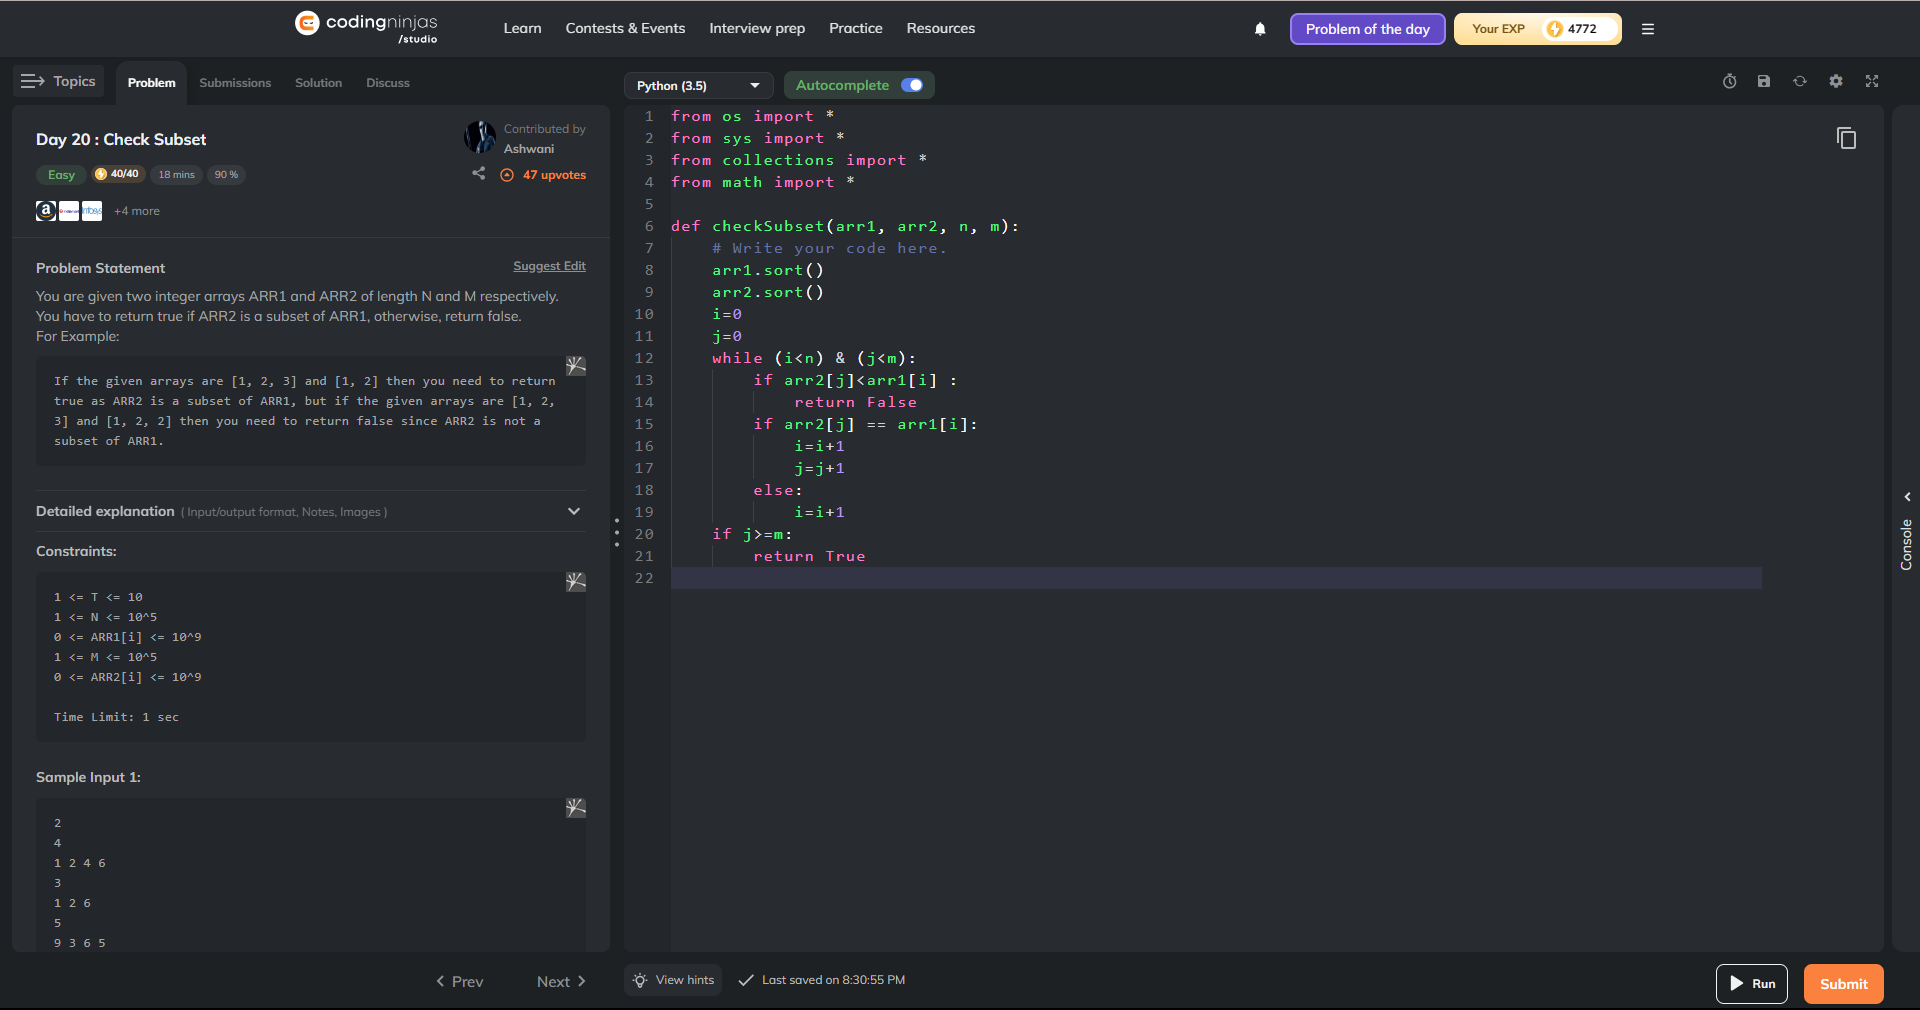 codingninjas
/studio
Learn
Contests & Events
Interview prep
Practice
Resources
Problem of the day
Your EXP
4772
Topics
Problem
Submissions
Solution
Discuss
Python (3.5)
Autocomplete
Day 20 : Check Subset
Contributed by
Ashwani
Easy
40/40
18 mins
90 %
47 upvotes
+4 more
Problem Statement
Suggest Edit
You are given two integer arrays ARR1 and ARR2 of length N and M respectively.
You have to return true if ARR2 is a subset of ARR1, otherwise, return false.
For Example:
If the given arrays are [1, 2, 3] and [1, 2] then you need to return
true as ARR2 is a subset of ARR1, but if the given arrays are [1, 2,
3] and [1, 2, 2] then you need to return false since ARR2 is not a
subset of ARR1.
Detailed explanation ( Input/output format, Notes, Images )
Constraints:
1 <= T <= 10
1 <= N <= 10^5
0 <= ARR1[i] <= 10^9
1 <= M <= 10^5
0 <= ARR2[i] <= 10^9
Time Limit: 1 sec
Sample Input 1:
2
4
1 2 4 6
3
1 2 6
5
9 3 6 5
Prev
Next
1 from os import *
2 from sys import *
3 from collections import *
4 from math import *
5
6 def checkSubset(arr1, arr2, n, m):
7 # Write your code here.
8 arr1.sort()
9 arr2.sort()
10 i=0
11 j=0
12 while (i<n) & (j<m):
13 if arr2[j]<arr1[i] :
14 return False
15 if arr2[j] == arr1[i]:
16 i=i+1
17 j=j+1
18 else:
19 i=i+1
20 if j>=m:
21 return True
22
Console
View hints
Last saved on 8:30:55 PM
Run
Submit